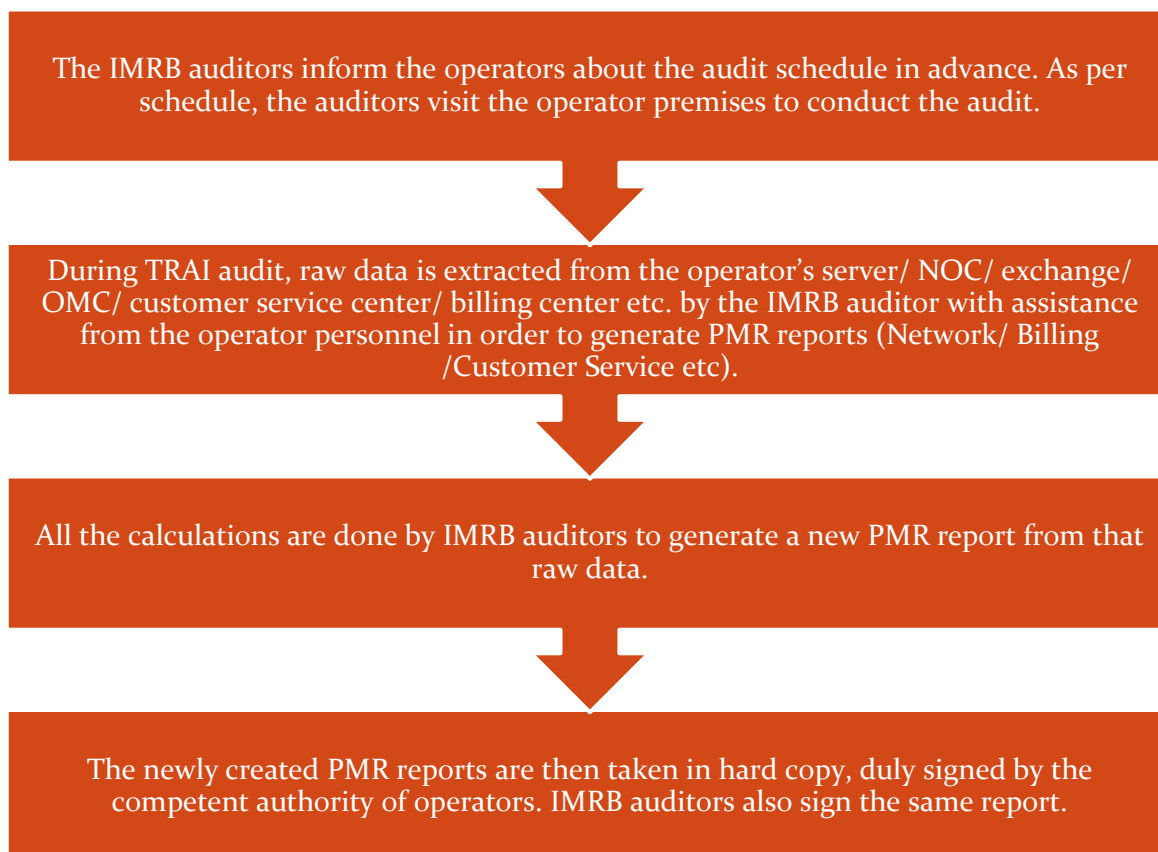 The IMRB auditors inform the operators about the audit schedule in advance. As per
schedule, the auditors visit the operator premises to conduct the audit.
During TRAI audit, raw data is extracted from the operator’s server/ NOC/ exchange/
OMC/ customer service center/ billing center etc. by the IMRB auditor with assistance
from the operator personnel in order to generate PMR reports (Network/ Billing
/Customer Service etc).
All the calculations are done by IMRB auditors to generate a new PMR report from that
raw data.
The newly created PMR reports are then taken in hard copy, duly signed by the
competent authority of operators. IMRB auditors also sign the same report.